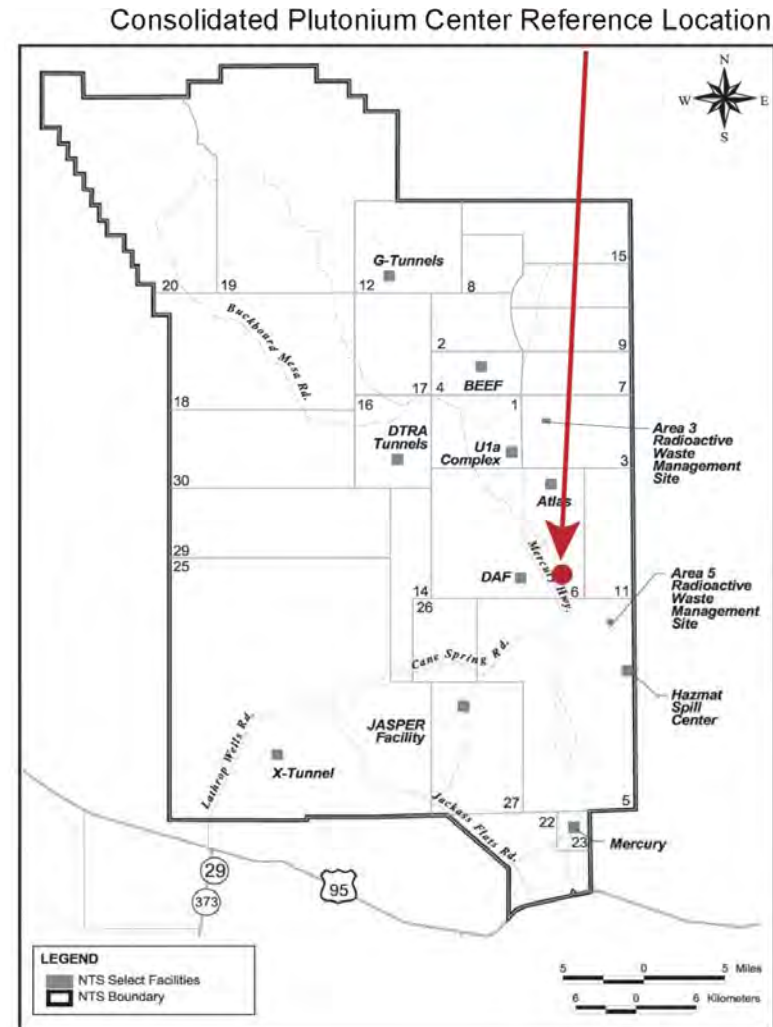 Consolidated Plutonium Center Reference Location
N
W E
S
15
G-Tunnels
20
19
12
8
Buckboard Mesa Rd.
2
9
BEEF
18
16
17
4
1
7
DTRA
Tunnels
U1a
Complex
Area 3
Radioactive
Waste
Management
Site
3
30
Atlas
29
25
Mercury Hwy.
DAF
14
26
6
11
Area 5
Radioactive
Waste
Management
Site
Cane Spring Rd.
Hazmat
Spill
Center
JASPER
Facility
Lathrop Wells Rd.
X-Tunnel
Jackass Flats Rd.
27
5
22
23
Mercury
29
373
95
LEGEND
NTS Select Facilities
NTS Boundary
5 0 5 Miles
6 0 6 Kilometers